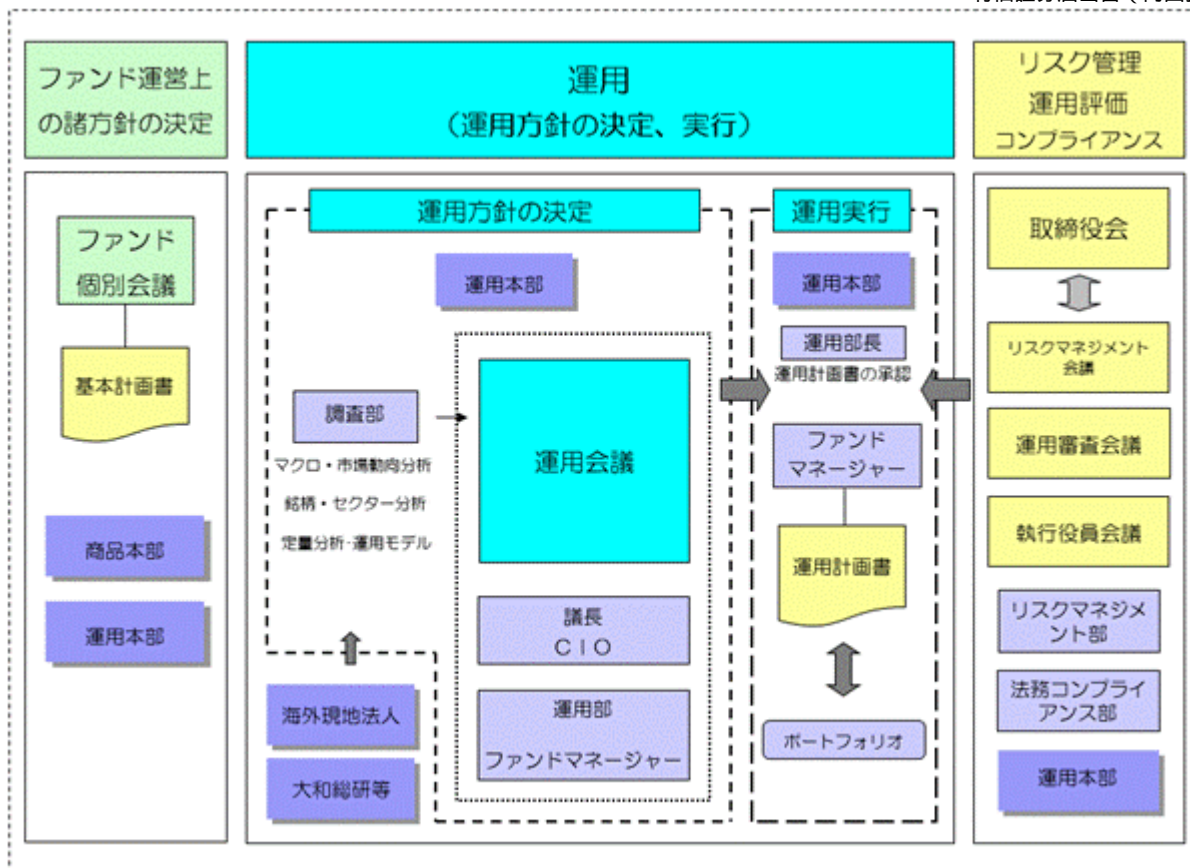 ファンド運営上
の諸方針の決定
運用
（運用方針の決定、実行）
リスク管理
運用評価
コンプライアンス
ファンド
個別会議
基本計画書
商品本部
運用本部
運用方針の決定
運用本部
調査部
マクロ・市場動向分析
銘柄・セクター分析
定量分析･運用モデル
海外現地法人
大和総研等
運用会議
議長
CIO
運用部
ファンドマネージャー
運用実行
運用本部
運用部長
運用計画書の承認
ファンド
マネージャー
運用計画書
ポートフォリオ
取締役会
リスクマネジメント
会議
運用審査会議
執行役員会議
リスクマネジメ
ント部
法務コンプライ
アンス部
運用本部